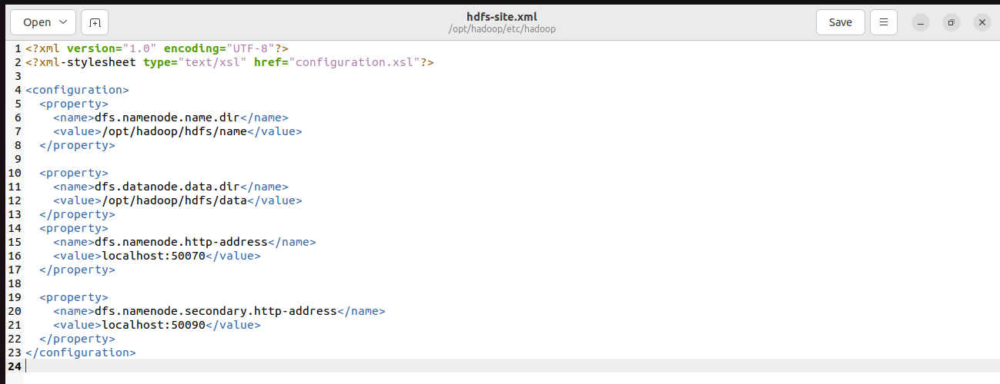 Open
hdfs-site.xml
/opt/hadoop/etc/hadoop
Save
1 <?xml version="1.0" encoding="UTF-8"?>
2 <?xml-stylesheet type="text/xsl" href="configuration.xsl"?>
3
4 <configuration>
5   <property>
6     <name>dfs.namenode.name.dir</name>
7     <value>/opt/hadoop/hdfs/name</value>
8   </property>
9
10   <property>
11     <name>dfs.datanode.data.dir</name>
12     <value>/opt/hadoop/hdfs/data</value>
13   </property>
14   <property>
15     <name>dfs.namenode.http-address</name>
16     <value>localhost:50070</value>
17   </property>
18
19   <property>
20     <name>dfs.namenode.secondary.http-address</name>
21     <value>localhost:50090</value>
22   </property>
23 </configuration>
24